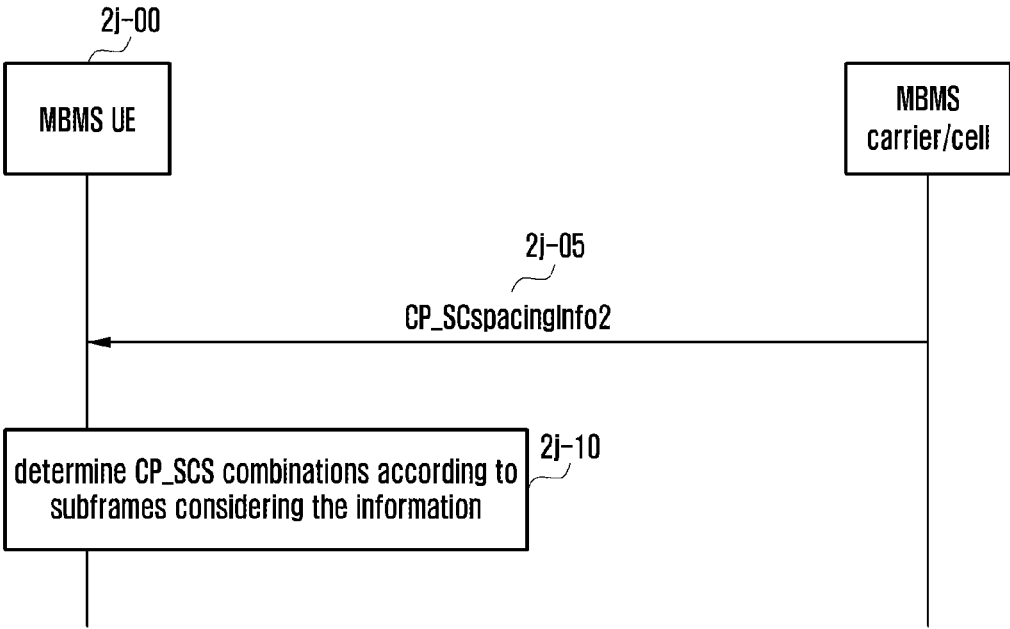 2j-00
MBMS UE
MBMS
carrier/cell
2j-05
CP_SCspacingInfo2
2j-10
determine CP_SCS combinations according to
subframes considering the information